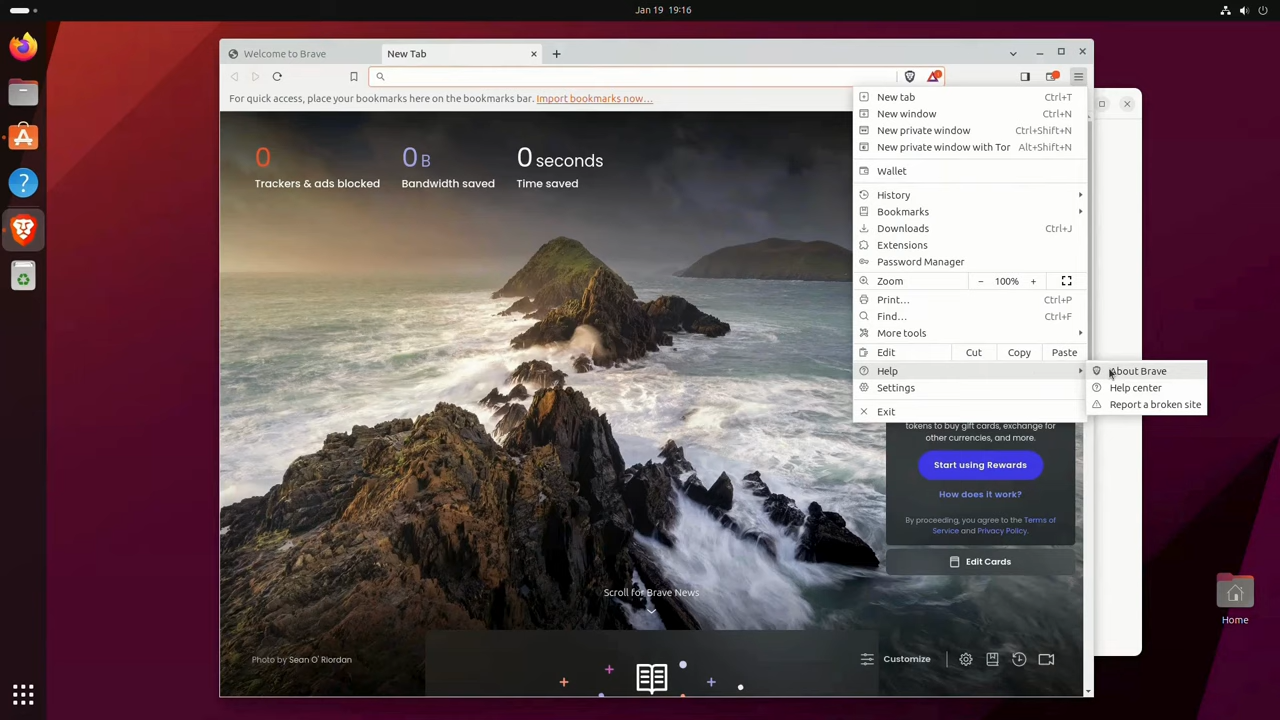 Jan 19 19:16
Welcome to Brave
New Tab
For quick access, place your bookmarks here on the bookmarks bar. Import bookmarks now…
New tab Ctrl+T
New window Ctrl+N
New private window Ctrl+Shift+N
New private window with Tor Alt+Shift+N
Wallet
History
Bookmarks
Downloads Ctrl+J
Extensions
Password Manager
Zoom − 100% +
Print… Ctrl+P
Find… Ctrl+F
More tools
Edit Cut Copy Paste
Help
Settings
Exit
About Brave
Help center
Report a broken site
0
Trackers & ads blocked
0 B
Bandwidth saved
0 seconds
Time saved
tokens to buy gift cards, exchange for
other currencies, and more.
Start using Rewards
How does it work?
By proceeding, you agree to the Terms of
Service and Privacy Policy.
Edit Cards
Scroll for Brave News
Photo by Sean O' Riordan
Customize
Home